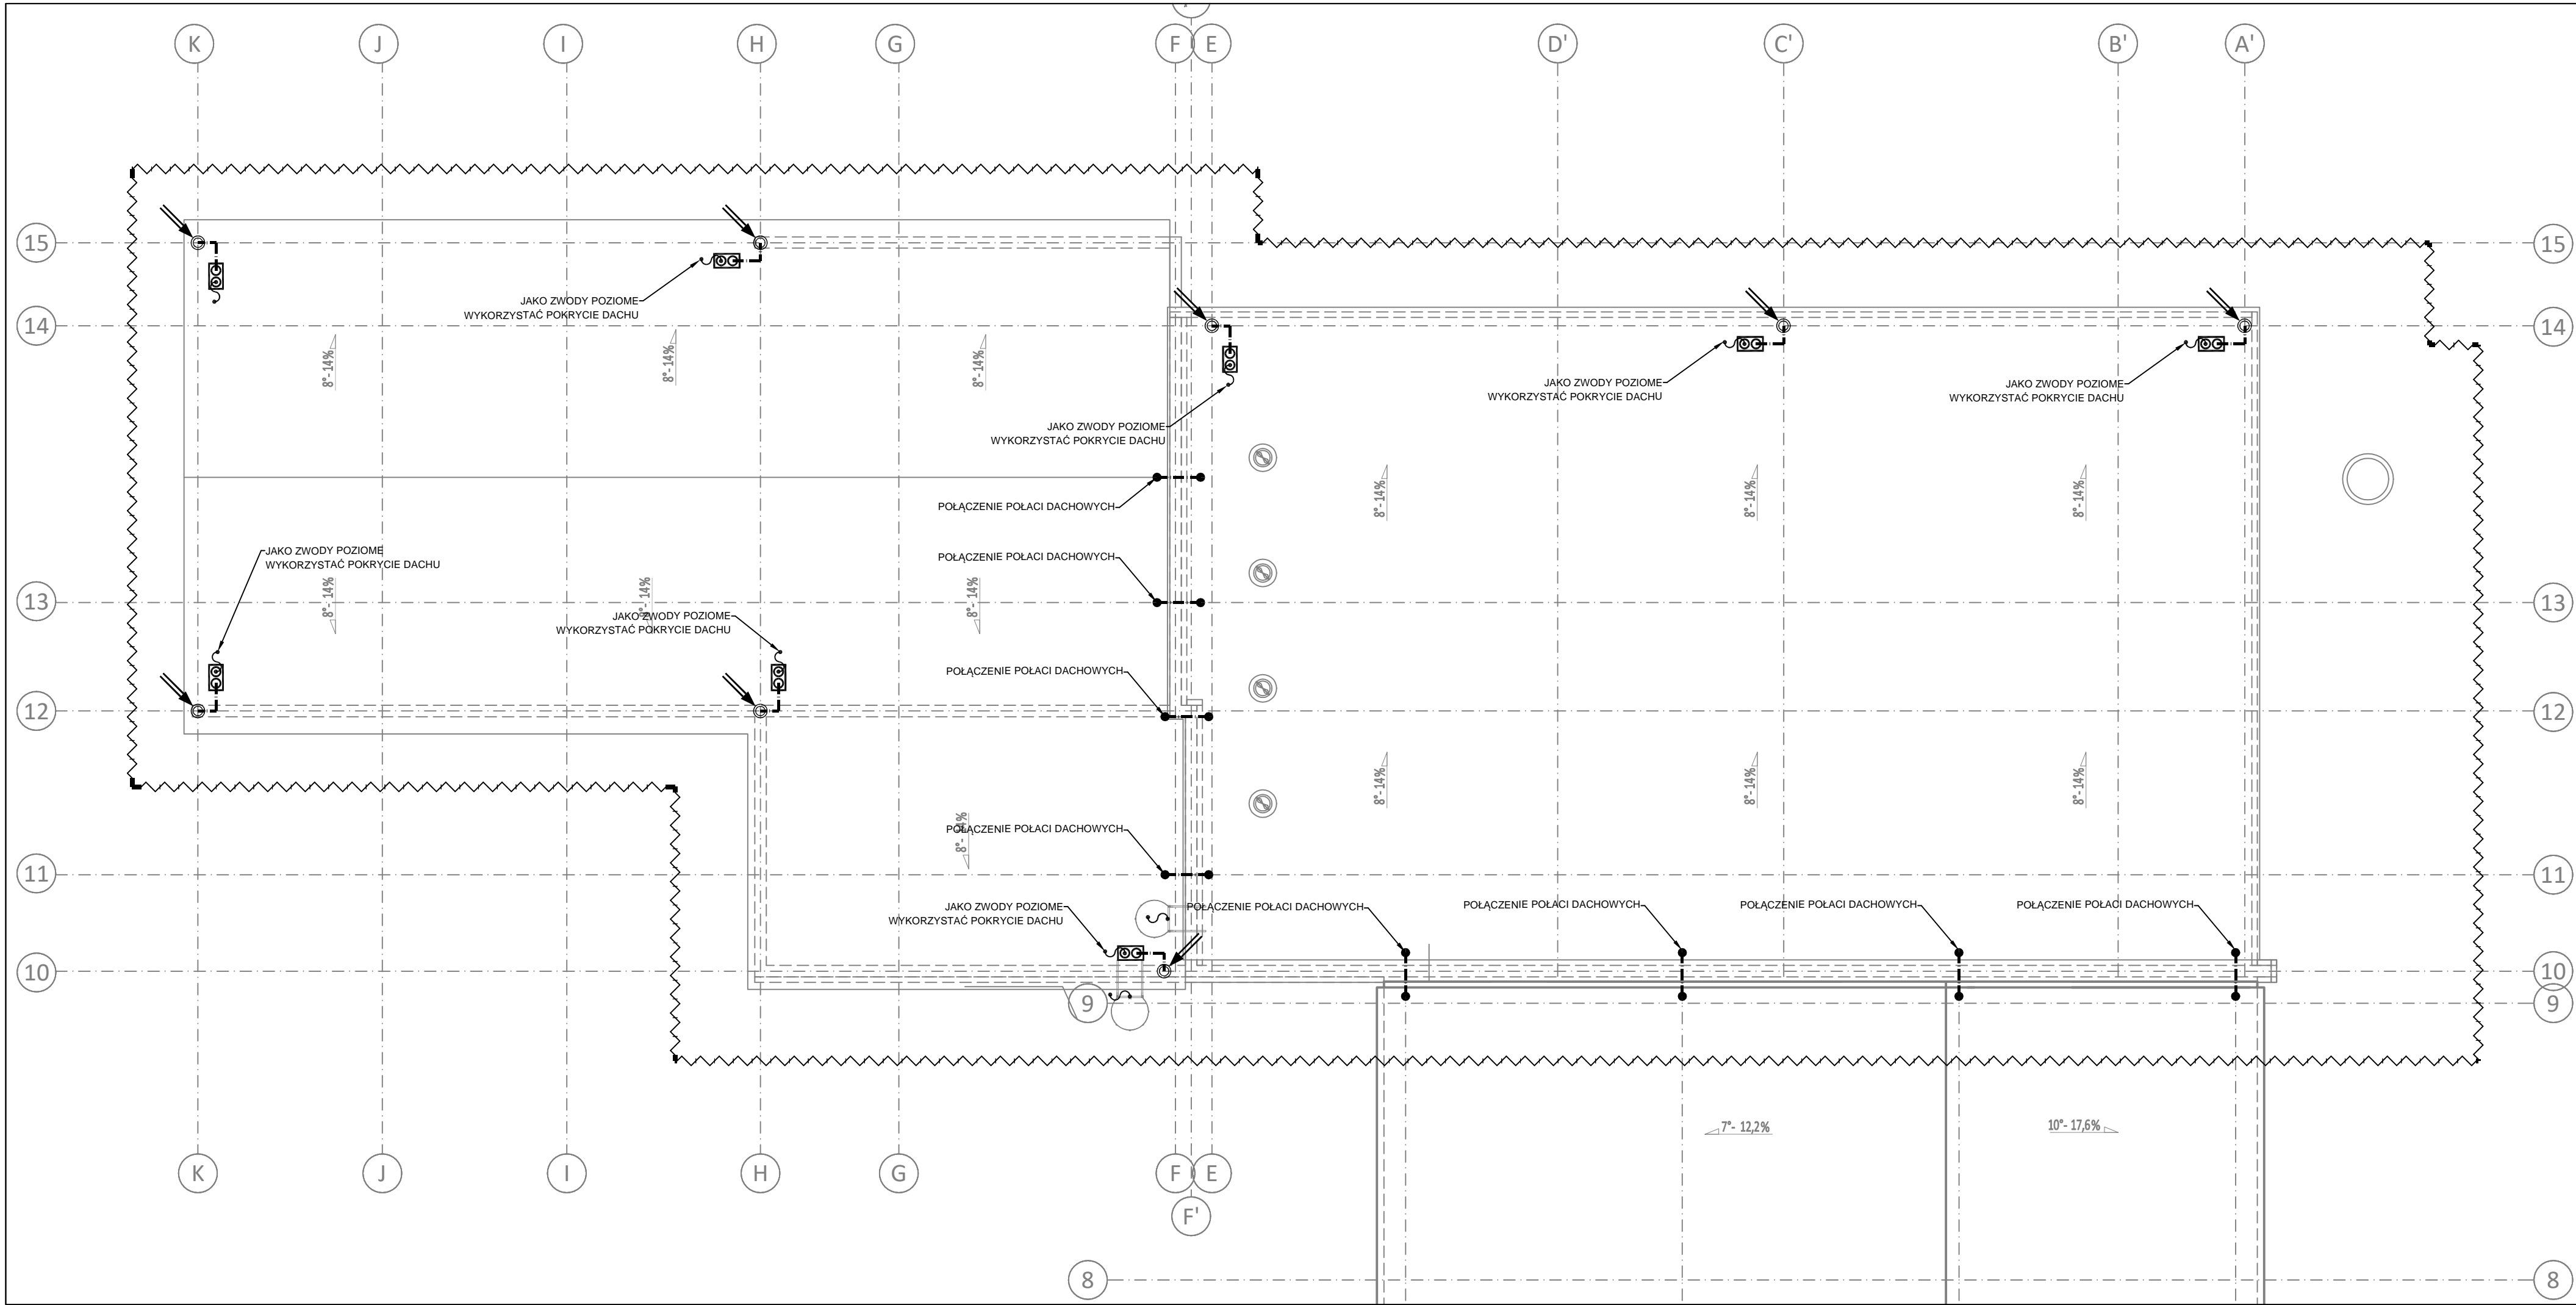 K
J
I
H
G
F
E
D'
C'
B'
A'
15
15
JAKO ZWODY POZIOME
WYKORZYSTAĆ POKRYCIE DACHU
14
14
8°- 14%
8°- 14%
8°- 14%
JAKO ZWODY POZIOME
WYKORZYSTAĆ POKRYCIE DACHU
JAKO ZWODY POZIOME
WYKORZYSTAĆ POKRYCIE DACHU
JAKO ZWODY POZIOME
WYKORZYSTAĆ POKRYCIE DACHU
POŁĄCZENIE POŁACI DACHOWYCH
8°- 14%
8°- 14%
8°- 14%
JAKO ZWODY POZIOME
WYKORZYSTAĆ POKRYCIE DACHU
POŁĄCZENIE POŁACI DACHOWYCH
13
13
8°- 14%
8°- 14%
8°- 14%
JAKO ZWODY POZIOME
WYKORZYSTAĆ POKRYCIE DACHU
POŁĄCZENIE POŁACI DACHOWYCH
12
12
8°- 14%
8°- 14%
8°- 14%
8°- 14%
POŁĄCZENIE POŁACI DACHOWYCH
11
11
JAKO ZWODY POZIOME
WYKORZYSTAĆ POKRYCIE DACHU
POŁĄCZENIE POŁACI DACHOWYCH
POŁĄCZENIE POŁACI DACHOWYCH
POŁĄCZENIE POŁACI DACHOWYCH
POŁĄCZENIE POŁACI DACHOWYCH
10
10
9
9
7°- 12,2%
10°- 17,6%
K
J
I
H
G
F
E
F'
8
8